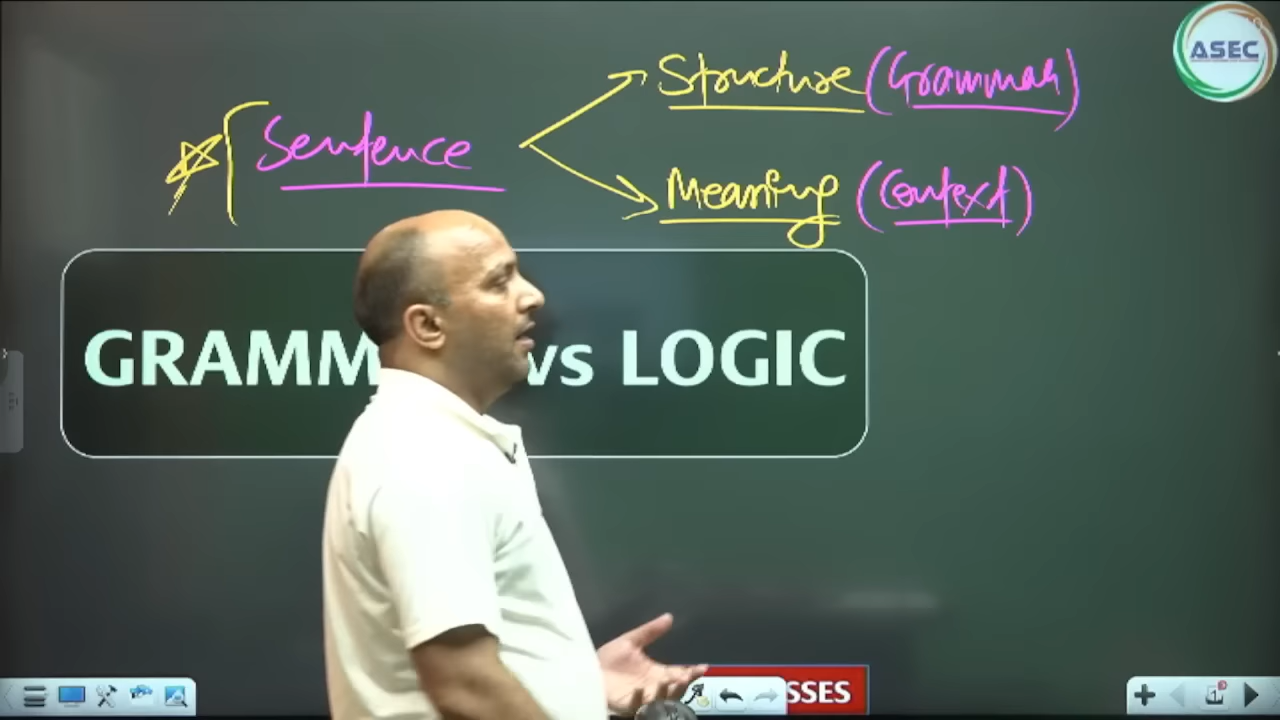 ASEC
Structure (Grammar)
Sentence
Meaning (Context)
GRAMM vs LOGIC
SSES